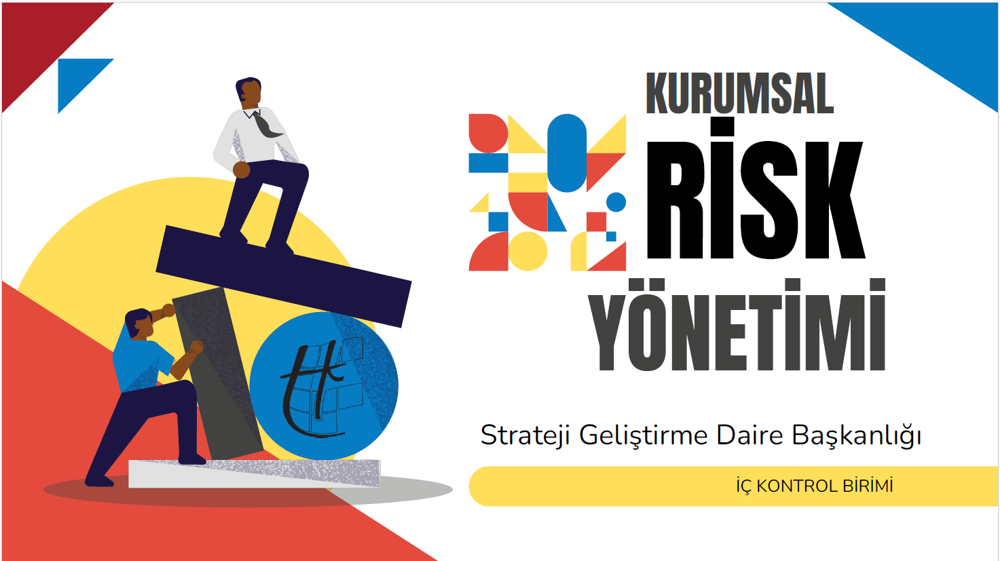 KURUMSAL
RİSK
YÖNETİMİ
Strateji Geliştirme Daire Başkanlığı
İÇ KONTROL BİRİMİ